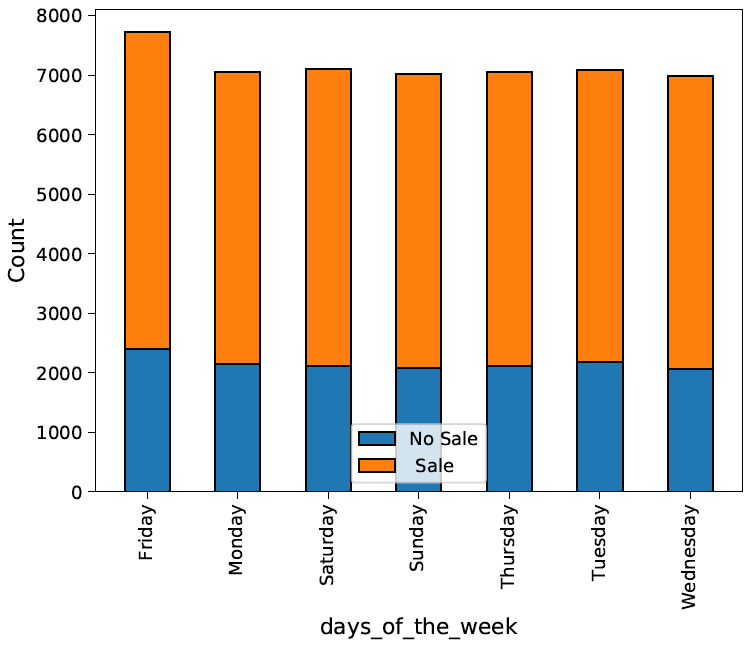 8000
7000
6000
5000
4000
3000
2000
1000
0
Count
No Sale
Sale
Friday
Monday
Saturday
Sunday
Thursday
Tuesday
Wednesday
days_of_the_week